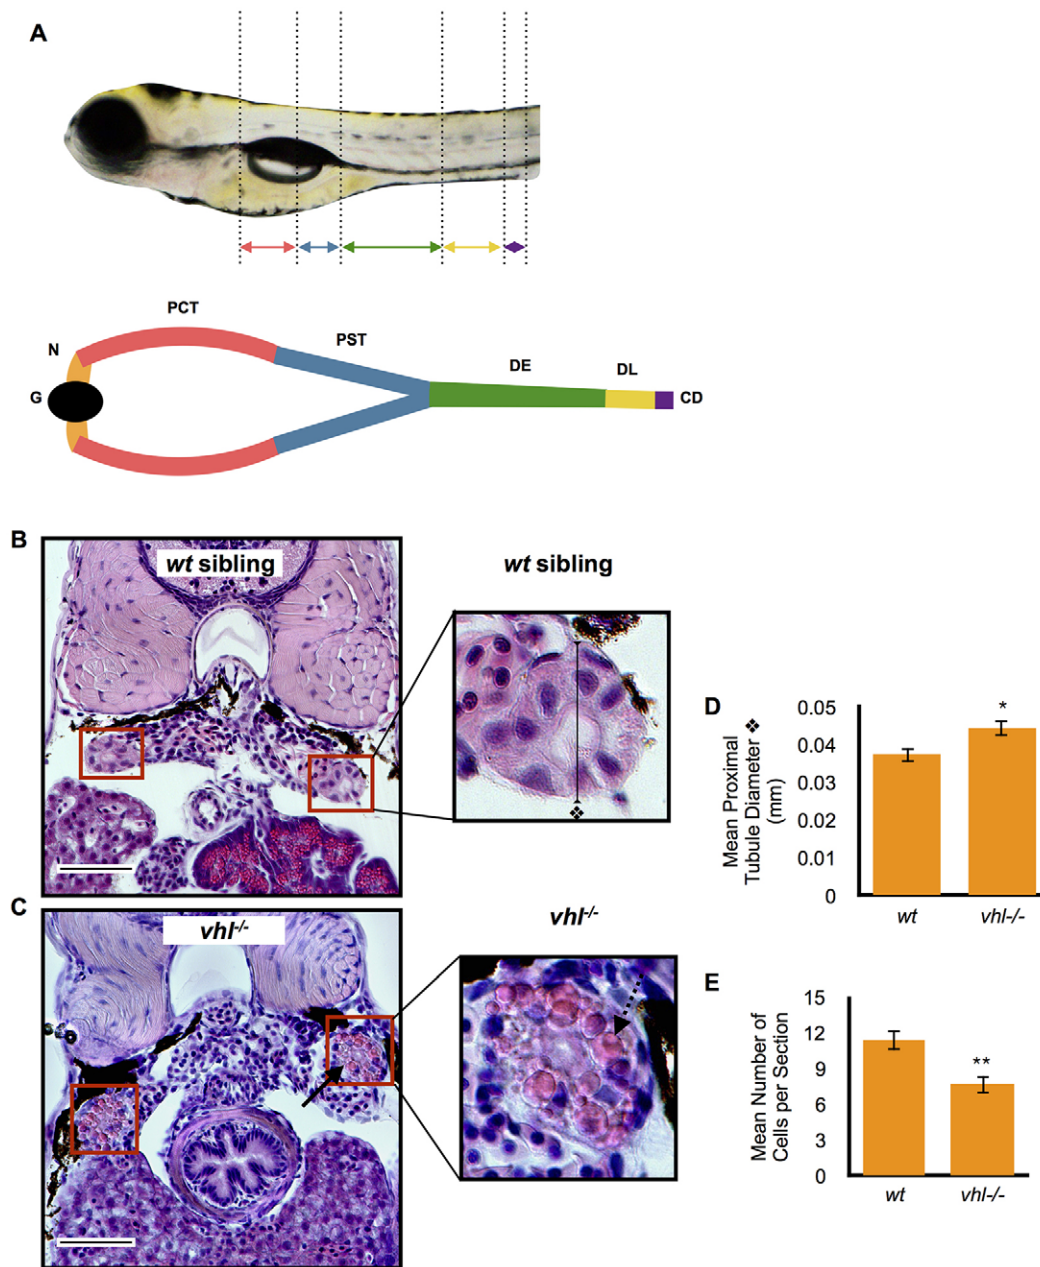 A
PCT
PST
N
DE
DL
G
CD
B
wt sibling
wt sibling
❖
C
vhl-/-
vhl-/-
D
Mean Proximal
Tubule Diameter ❖
(mm)
0.05
0.04
0.03
0.02
0.01
0
*
wt
vhl-/-
E
Mean Number of
Cells per Section
15
12
9
6
3
0
**
wt
vhl-/-